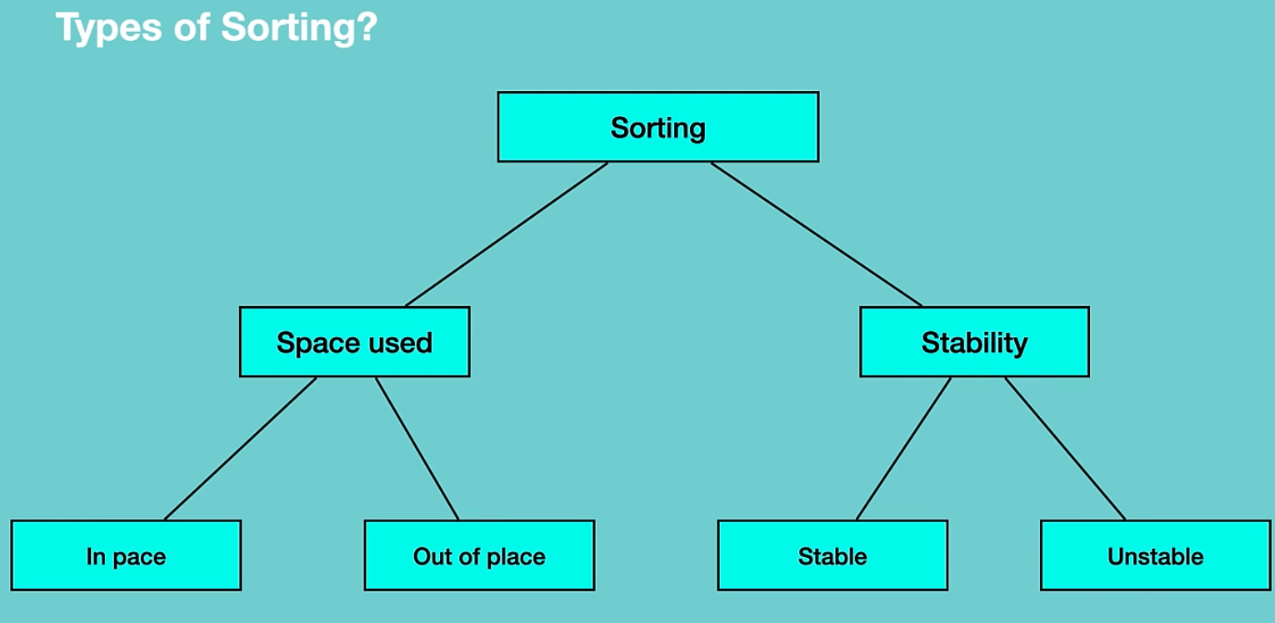 Types of Sorting?
Sorting
Space used
Stability
In pace
Out of place
Stable
Unstable